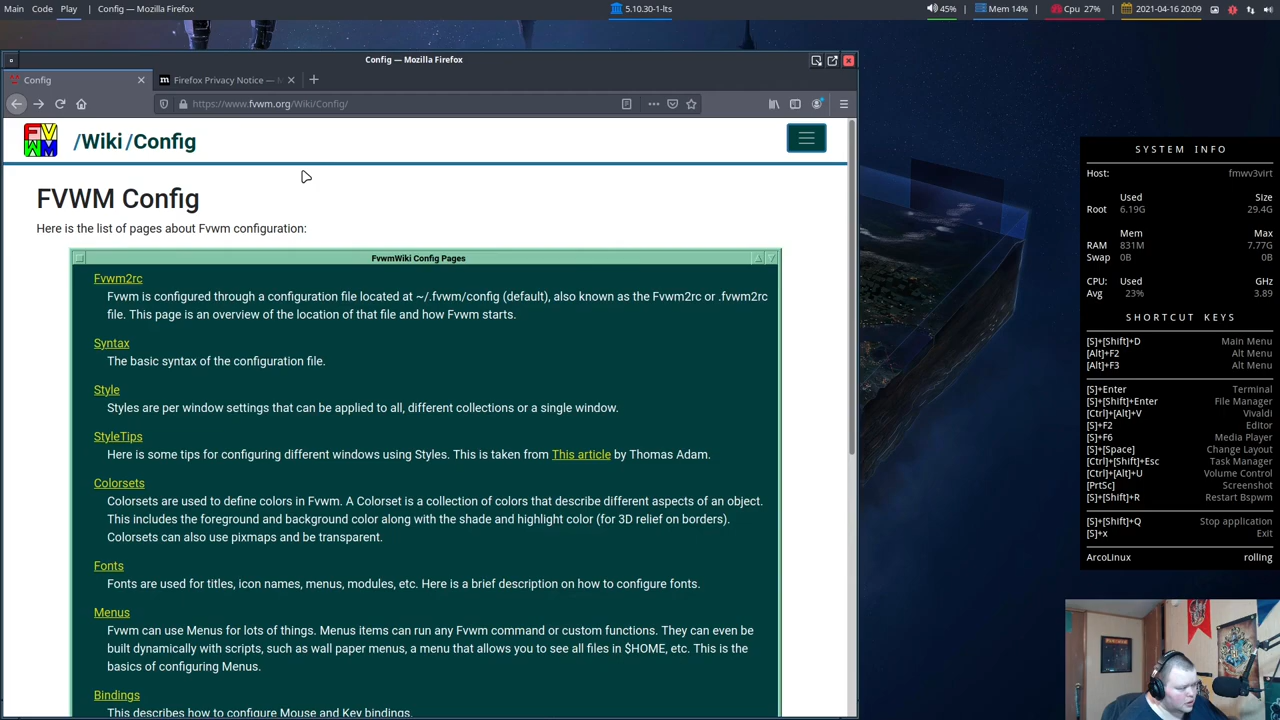 Main Code Play Config — Mozilla Firefox
5.10.30-1-lts
45% Mem 14% Cpu 27% 2021-04-16 20:09
Config — Mozilla Firefox
Config
Firefox Privacy Notice —
https://www.fvwm.org/Wiki/Config/
/Wiki /Config
FVWM Config
Here is the list of pages about Fvwm configuration:
FvwmWiki Config Pages
Fvwm2rc
Fvwm is configured through a configuration file located at ~/.fvwm/config (default), also known as the Fvwm2rc or .fvwm2rc
file. This page is an overview of the location of that file and how Fvwm starts.
Syntax
The basic syntax of the configuration file.
Style
Styles are per window settings that can be applied to all, different collections or a single window.
StyleTips
Here is some tips for configuring different windows using Styles. This is taken from This article by Thomas Adam.
Colorsets
Colorsets are used to define colors in Fvwm. A Colorset is a collection of colors that describe different aspects of an object.
This includes the foreground and background color along with the shade and highlight color (for 3D relief on borders).
Colorsets can also use pixmaps and be transparent.
Fonts
Fonts are used for titles, icon names, menus, modules, etc. Here is a brief description on how to configure fonts.
Menus
Fvwm can use Menus for lots of things. Menus items can run any Fvwm command or custom functions. They can even be
built dynamically with scripts, such as wall paper menus, a menu that allows you to see all files in $HOME, etc. This is the
basics of configuring Menus.
Bindings
This describes how to configure Mouse and Key bindings.
SYSTEM INFO
Host: fmwv3virt
Used Size
Root 6.19G 29.4G
Mem Max
RAM 831M 7.77G
Swap 0B 0B
CPU: Used GHz
Avg 23% 3.89
SHORTCUT KEYS
[S]+[Shift]+D Main Menu
[Alt]+F2 Alt Menu
[Alt]+F3 Alt Menu
[S]+Enter Terminal
[S]+[Shift]+Enter File Manager
[Ctrl]+[Alt]+V Vivaldi
[S]+F2 Editor
[S]+F6 Media Player
[S]+[Space] Change Layout
[Ctrl]+[Shift]+Esc Task Manager
[Ctrl]+[Alt]+U Volume Control
[PrtSc] Screenshot
[S]+[Shift]+R Restart Bspwm
[S]+[Shift]+Q Stop application
[S]+x Exit
ArcoLinux rolling